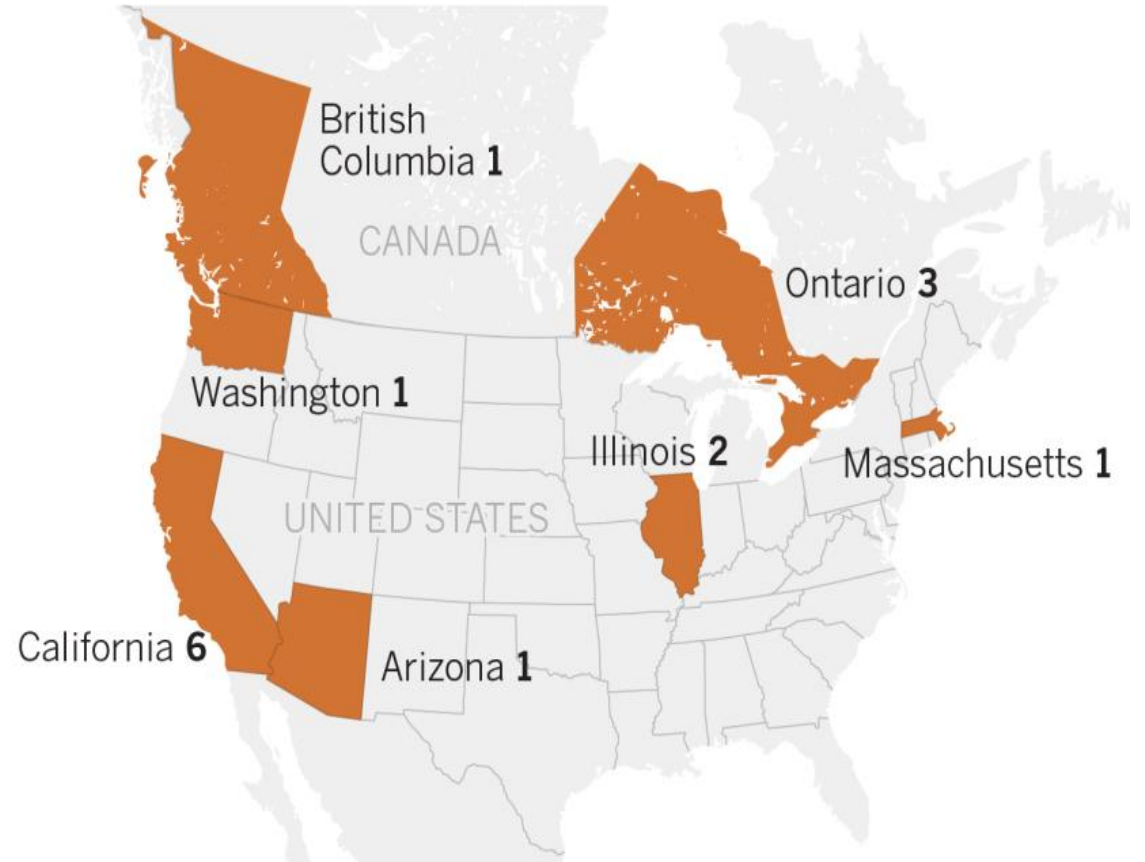 British
Columbia 1
CANADA
Ontario 3
Washington 1
Illinois 2
Massachusetts 1
UNITED STATES
California 6
Arizona 1